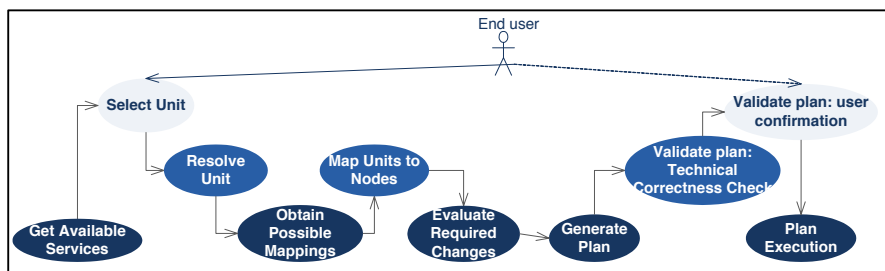 End user
Select Unit
Validate plan: user
confirmation
Resolve
Unit
Map Units to
Nodes
Validate plan:
Technical
Correctness Check
Get Available
Services
Obtain
Possible
Mappings
Evaluate
Required
Changes
Generate
Plan
Plan
Execution